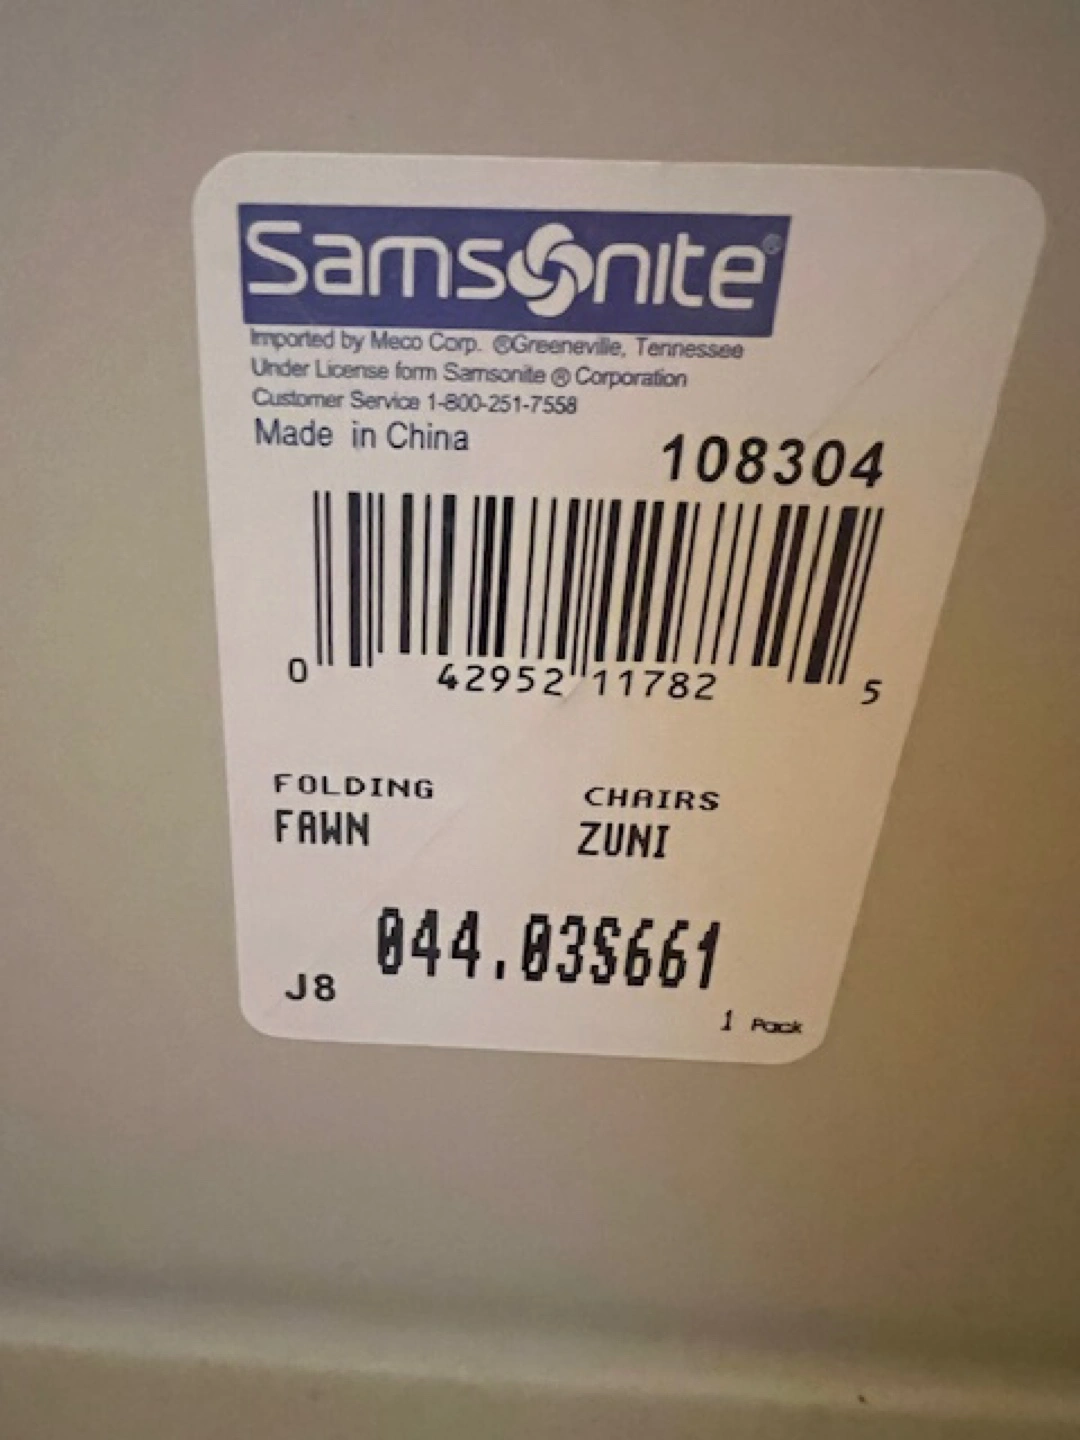 Samsonite®
Imported by Meco Corp. ®Greeneville, Tennessee
Under License form Samsonite ® Corporation
Customer Service 1-800-251-7558
Made in China
108304
0 42952 11782 5
FOLDING CHAIRS
FAWN ZUNI
044.03S661
J8
1 Pack